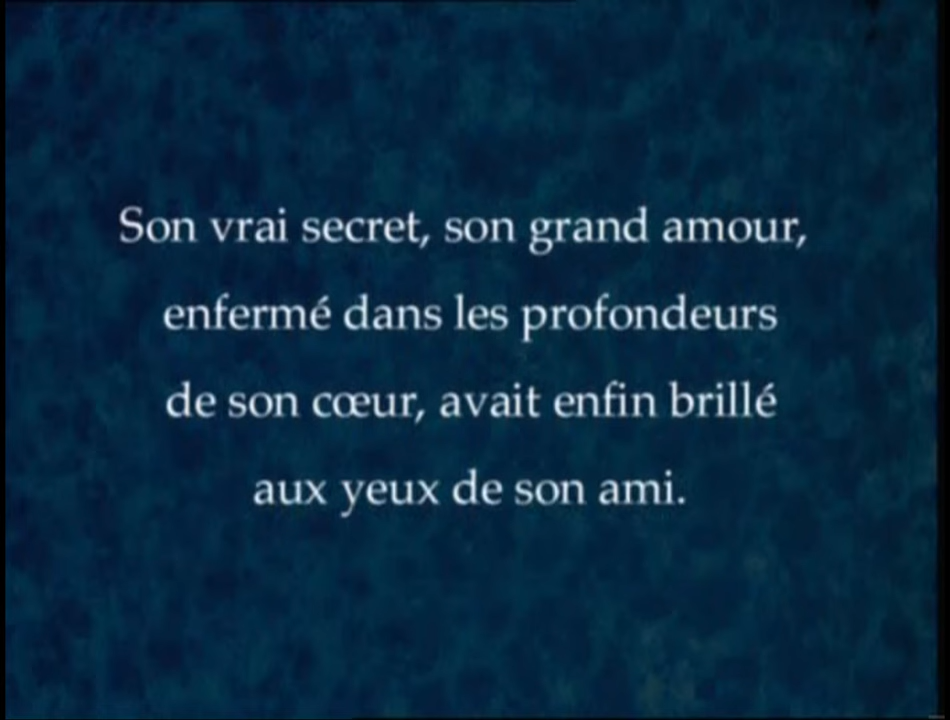 Son vrai secret, son grand amour,
enfermé dans les profondeurs
de son cœur, avait enfin brillé
aux yeux de son ami.